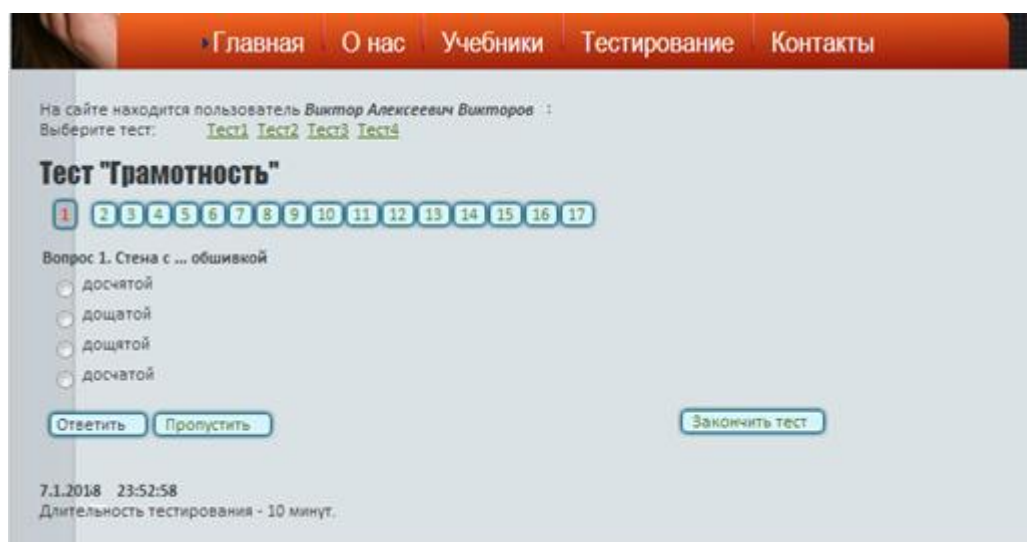 Главная О нас Учебники Тестирование Контакты
На сайте находится пользователь Виктор Алексеевич Викторов :
Выберите тест: Тест1 Тест2 Тест3 Тест4
Тест "Грамотность"
1 2 3 4 5 6 7 8 9 10 11 12 13 14 15 16 17
Вопрос 1. Стена с ... обшивкой
досчятой
дощатой
дощятой
досчатой
Ответить Пропустить Закончить тест
7.1.2018 23:52:58
Длительность тестирования - 10 минут.